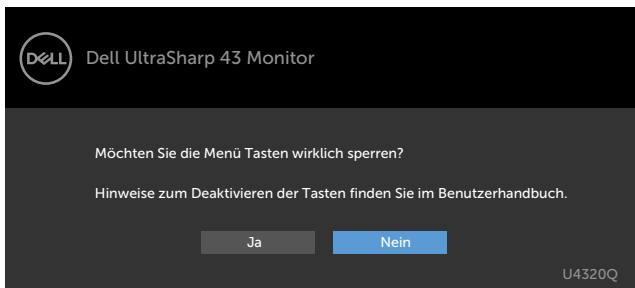 DELL Dell UltraSharp 43 Monitor
Möchten Sie die Menü Tasten wirklich sperren?
Hinweise zum Deaktivieren der Tasten finden Sie im Benutzerhandbuch.
Ja Nein
U4320Q